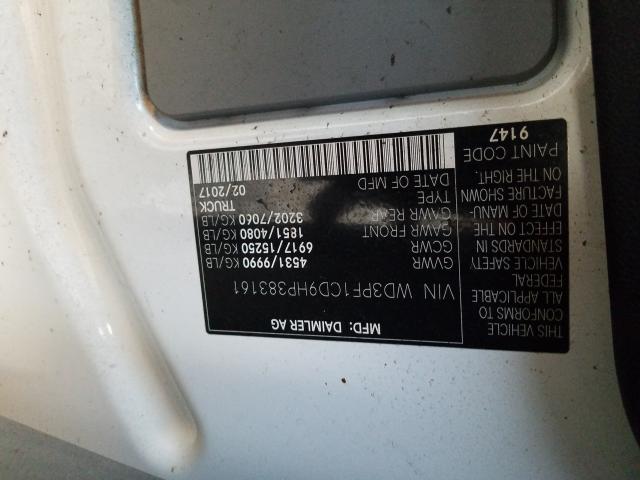 MFD: DAIMLER AG
VIN WD3PF1CD9HP383161
GVWR 4531/9990 KG/LB
GCWR 6917/15250 KG/LB
GAWR FRONT 1851/4080 KG/LB
GAWR REAR 3202/7060 KG/LB
TYPE TRUCK
DATE OF MFD 02/2017
THIS VEHICLE
CONFORMS TO
ALL APPLICABLE
FEDERAL
VEHICLE SAFETY
STANDARDS IN
EFFECT ON THE
DATE OF MANU-
FACTURE SHOWN
ON THE RIGHT.
PAINT CODE
9147